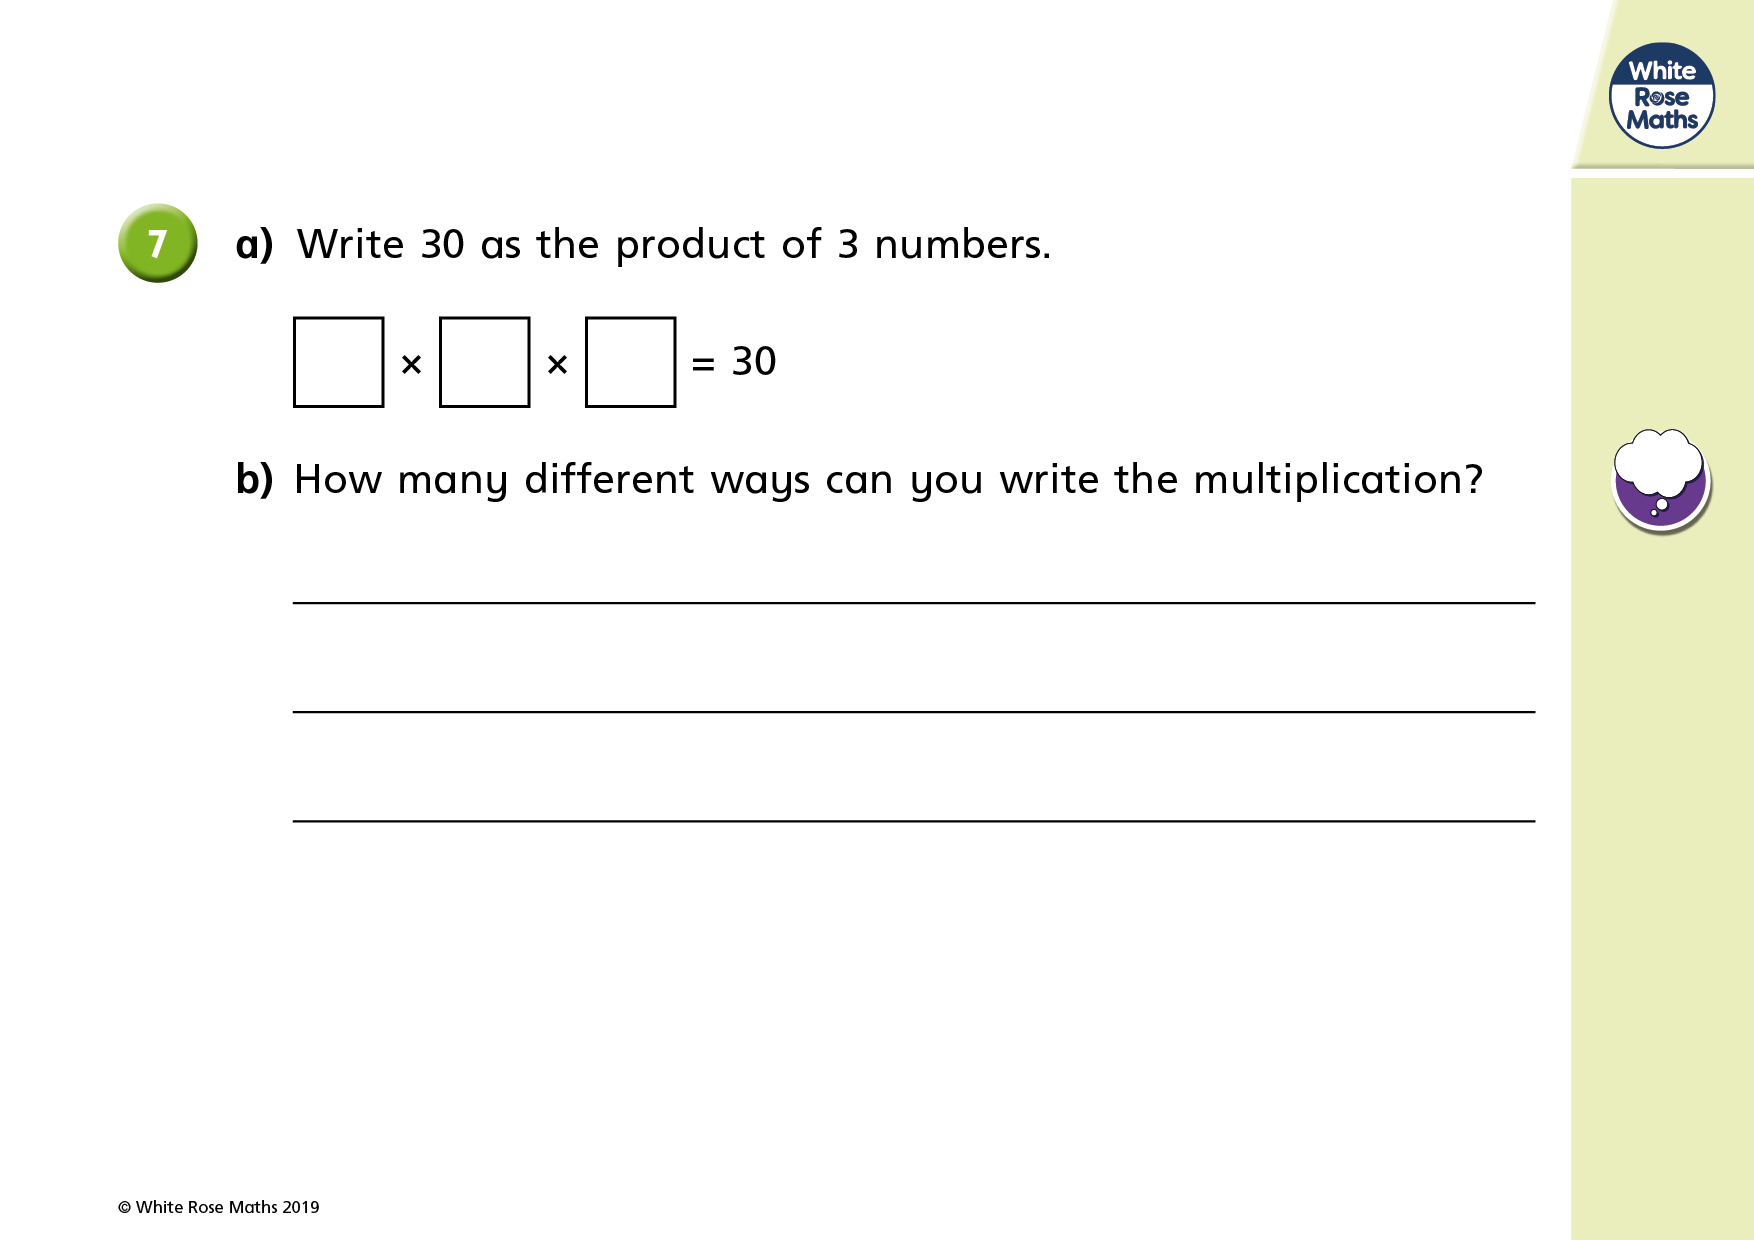 White
Rose
Maths
7 a) Write 30 as the product of 3 numbers.
× × = 30
b) How many different ways can you write the multiplication?
© White Rose Maths 2019